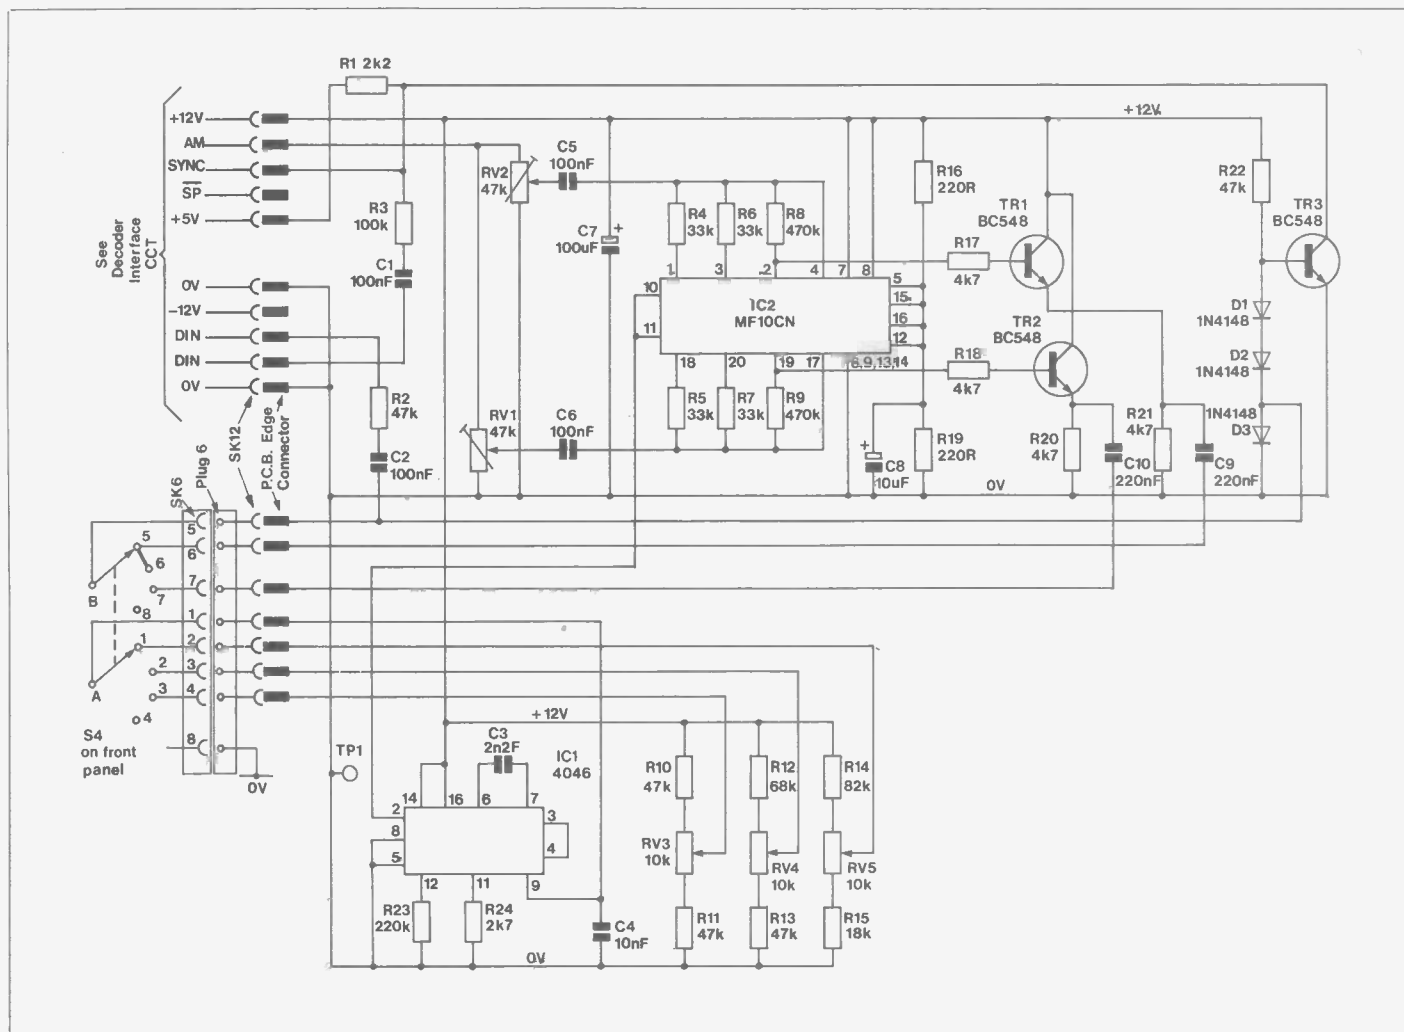 R1 2k2
+12V
AM
SYNC
SP
+5V
0V
-12V
DIN
DIN
0V
See
Decoder
Interface
CCT
R3
100k
C1
100nF
R2
47k
C2
100nF
SK12
P.C.B. Edge
Connector
SK6
Plug 6
RV2
47k
C5
100nF
C7
100uF
+
RV1
47k
C6
100nF
R4
33k
R6
33k
R8
470k
1
3
2
4
7
8
10
11
IC2
MF10CN
5
15
16
12
18
20
19
17
6,9,13,14
R5
33k
R7
33k
R9
470k
+12V
R16
220R
R17
4k7
TR1
BC548
R18
4k7
TR2
BC548
R22
47k
TR3
BC548
D1
1N4148
D2
1N4148
1N4148
D3
+
C8
10uF
R19
220R
R20
4k7
R21
4k7
C10
220nF
C9
220nF
0V
5
6
7
8
B
5
6
7
1
2
3
4
8
1
2
3
4
A
S4
on front
panel
0V
TP1
+12V
C3
2n2F
IC1
4046
14
16
6
7
2
8
5
3
4
12
11
9
R23
220k
R24
2k7
C4
10nF
0V
R10
47k
RV3
10k
R11
47k
R12
68k
RV4
10k
R13
47k
R14
82k
RV5
10k
R15
18k